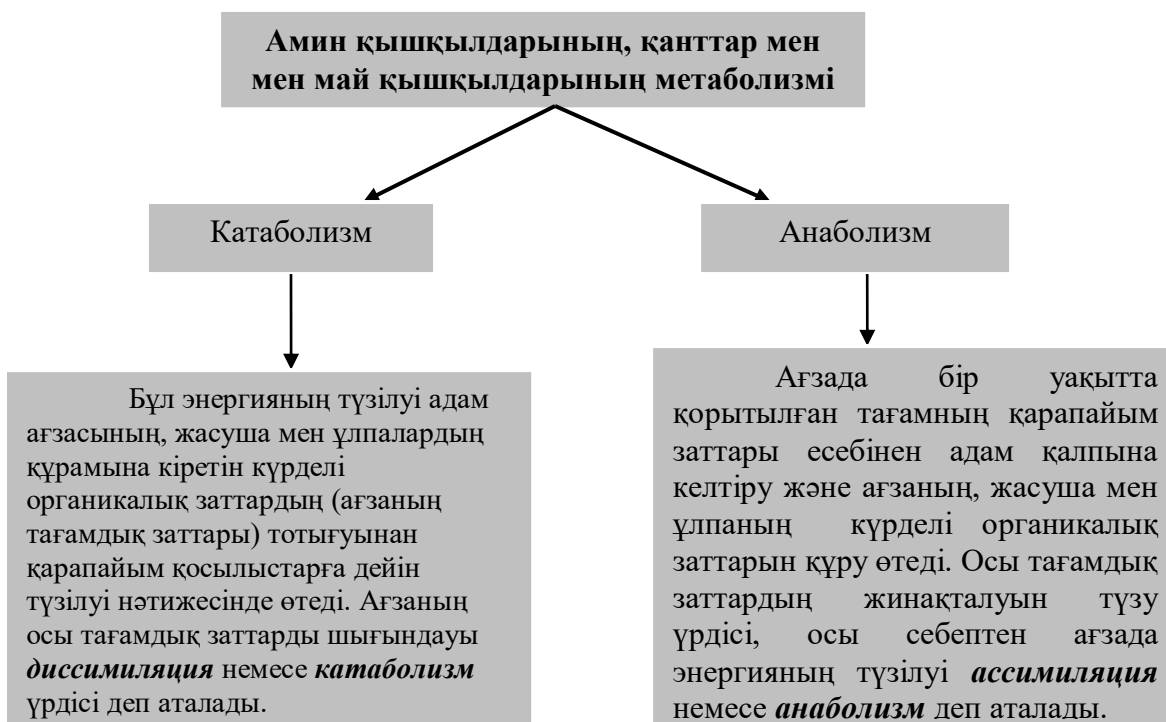 Амин қышқылдарының, қанттар мен
мен май қышқылдарының метаболизмі
Катаболизм
Анаболизм
Бұл энергияның түзілуі адам
ағзасының, жасуша мен ұлпалардың
құрамына кіретін күрделі
органикалық заттардың (ағзаның
тағамдық заттары) тотығуынан
қарапайым қосылыстарға дейін
түзілуі нәтижесінде өтеді. Ағзаның
осы тағамдық заттарды шығындауы
диссимиляция немесе катаболизм
үрдісі деп аталады.
Ағзада бір уақытта
қорытылған тағамның қарапайым
заттары есебінен адам қалпына
келтіру және ағзаның, жасуша мен
ұлпаның күрделі органикалық
заттарын құру өтеді. Осы тағамдық
заттардың жинақталуын түзу
үрдісі, осы себептен ағзада
энергияның түзілуі ассимиляция
немесе анаболизм деп аталады.